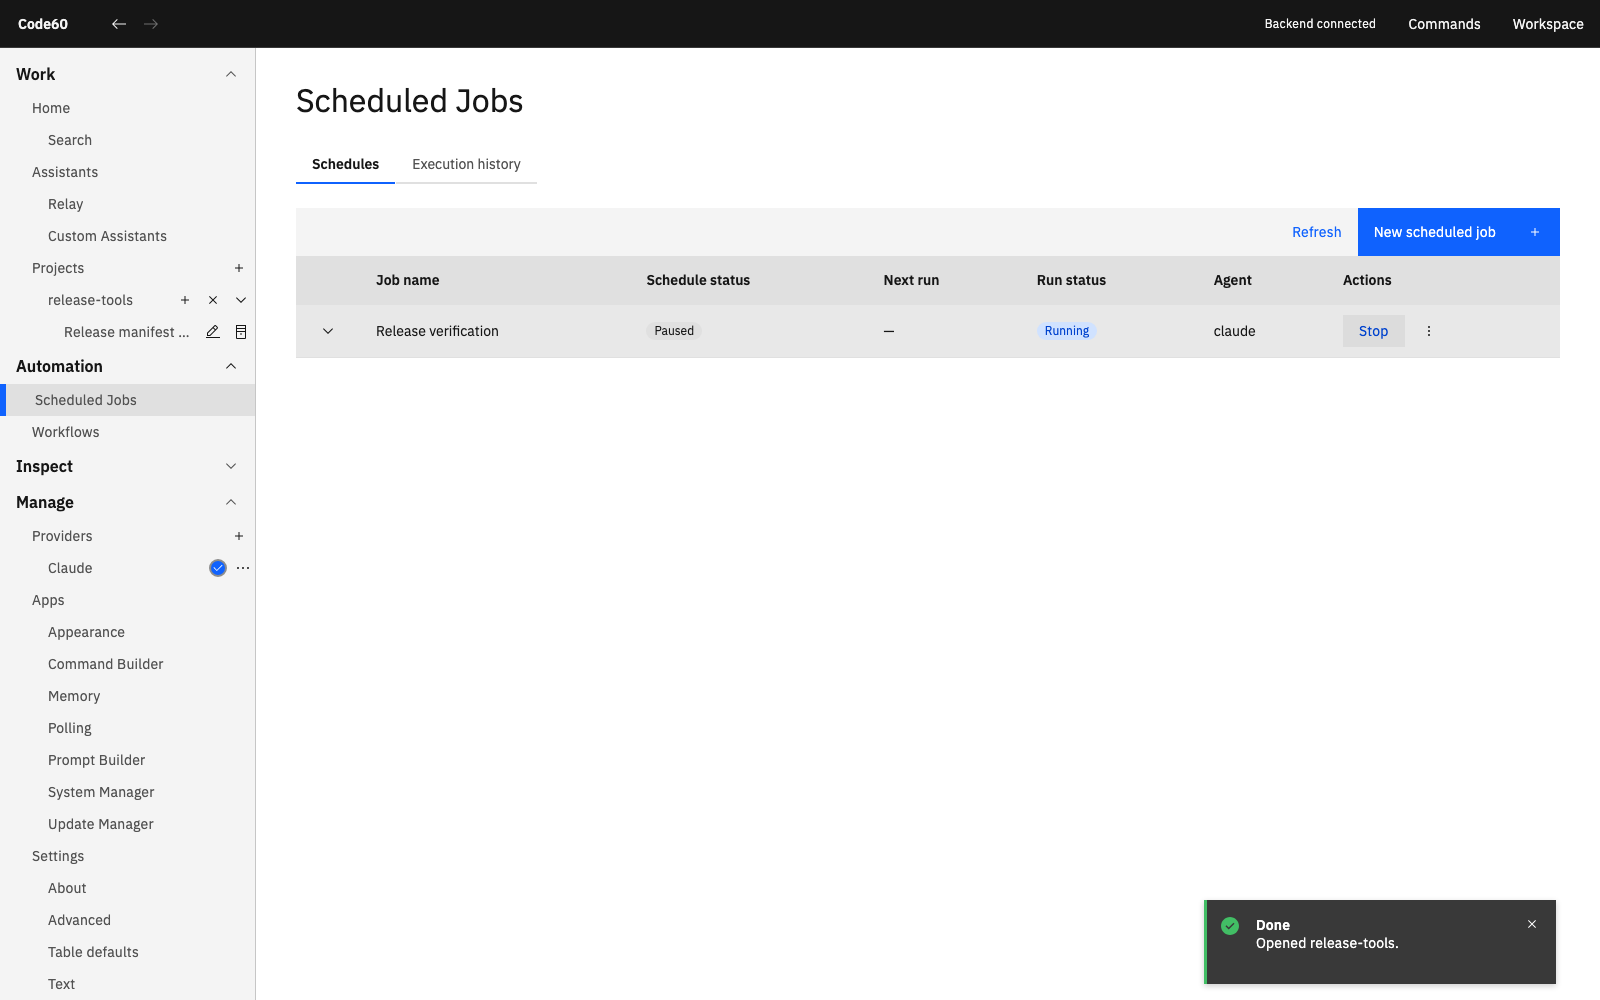 Code60
Backend connected
Commands
Workspace
Work
Home
Search
Assistants
Relay
Custom Assistants
Projects
release-tools
Release manifest ...
Automation
Scheduled Jobs
Workflows
Inspect
Manage
Providers
Claude
Apps
Appearance
Command Builder
Memory
Polling
Prompt Builder
System Manager
Update Manager
Settings
About
Advanced
Table defaults
Text
Scheduled Jobs
Schedules
Execution history
Refresh
New scheduled job
Job name Schedule status Next run Run status Agent Actions
Release verification Paused — Running claude Stop
Done
Opened release-tools.